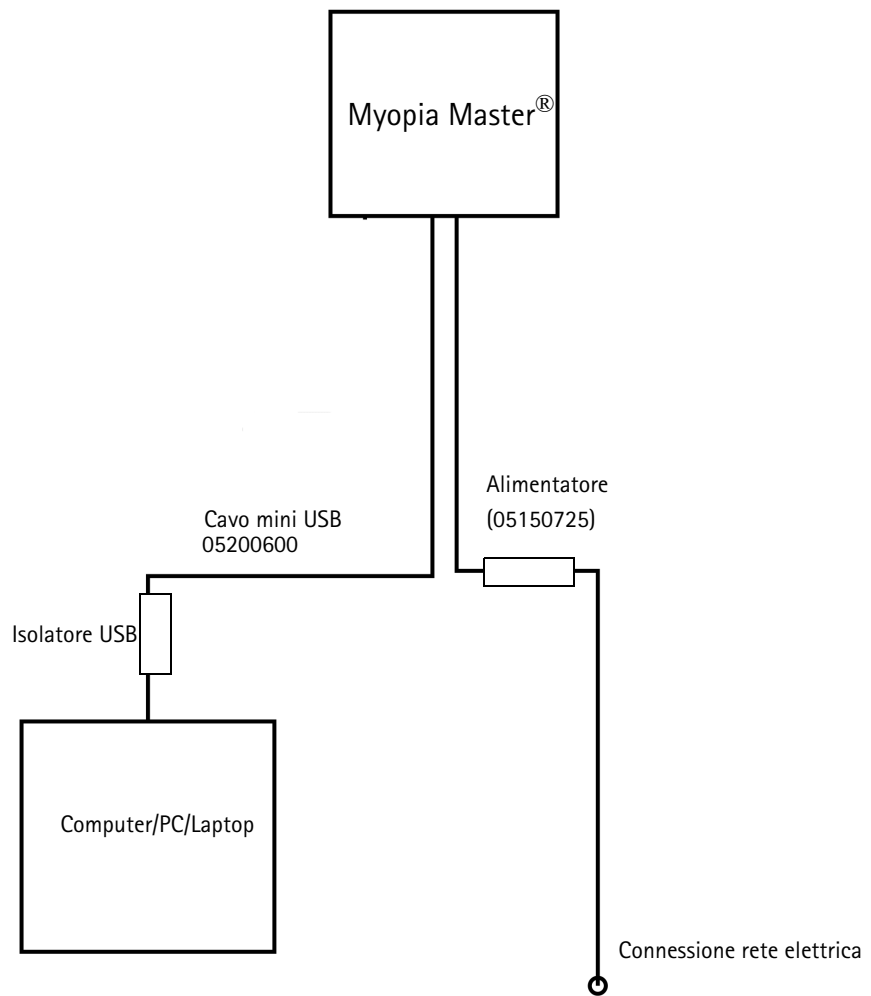 Myopia Master®
Alimentatore
(05150725)
Cavo mini USB
05200600
Isolatore USB
Computer/PC/Laptop
Connessione rete elettrica